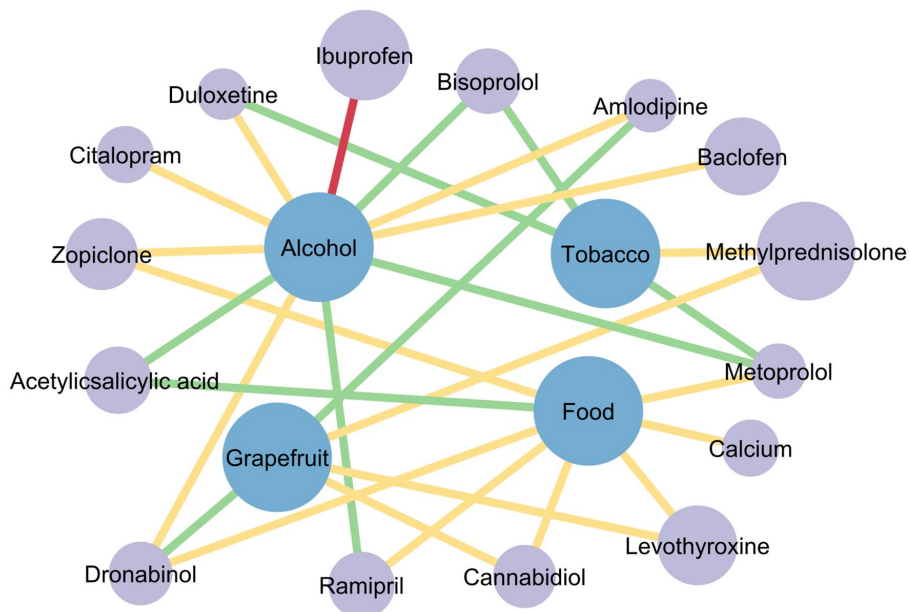 Ibuprofen
Duloxetine
Bisoprolol
Amlodipine
Citalopram
Baclofen
Zopiclone
Alcohol
Tobacco
Methylprednisolone
Acetylicsalicylic acid
Metoprolol
Food
Grapefruit
Calcium
Levothyroxine
Dronabinol
Ramipril
Cannabidiol